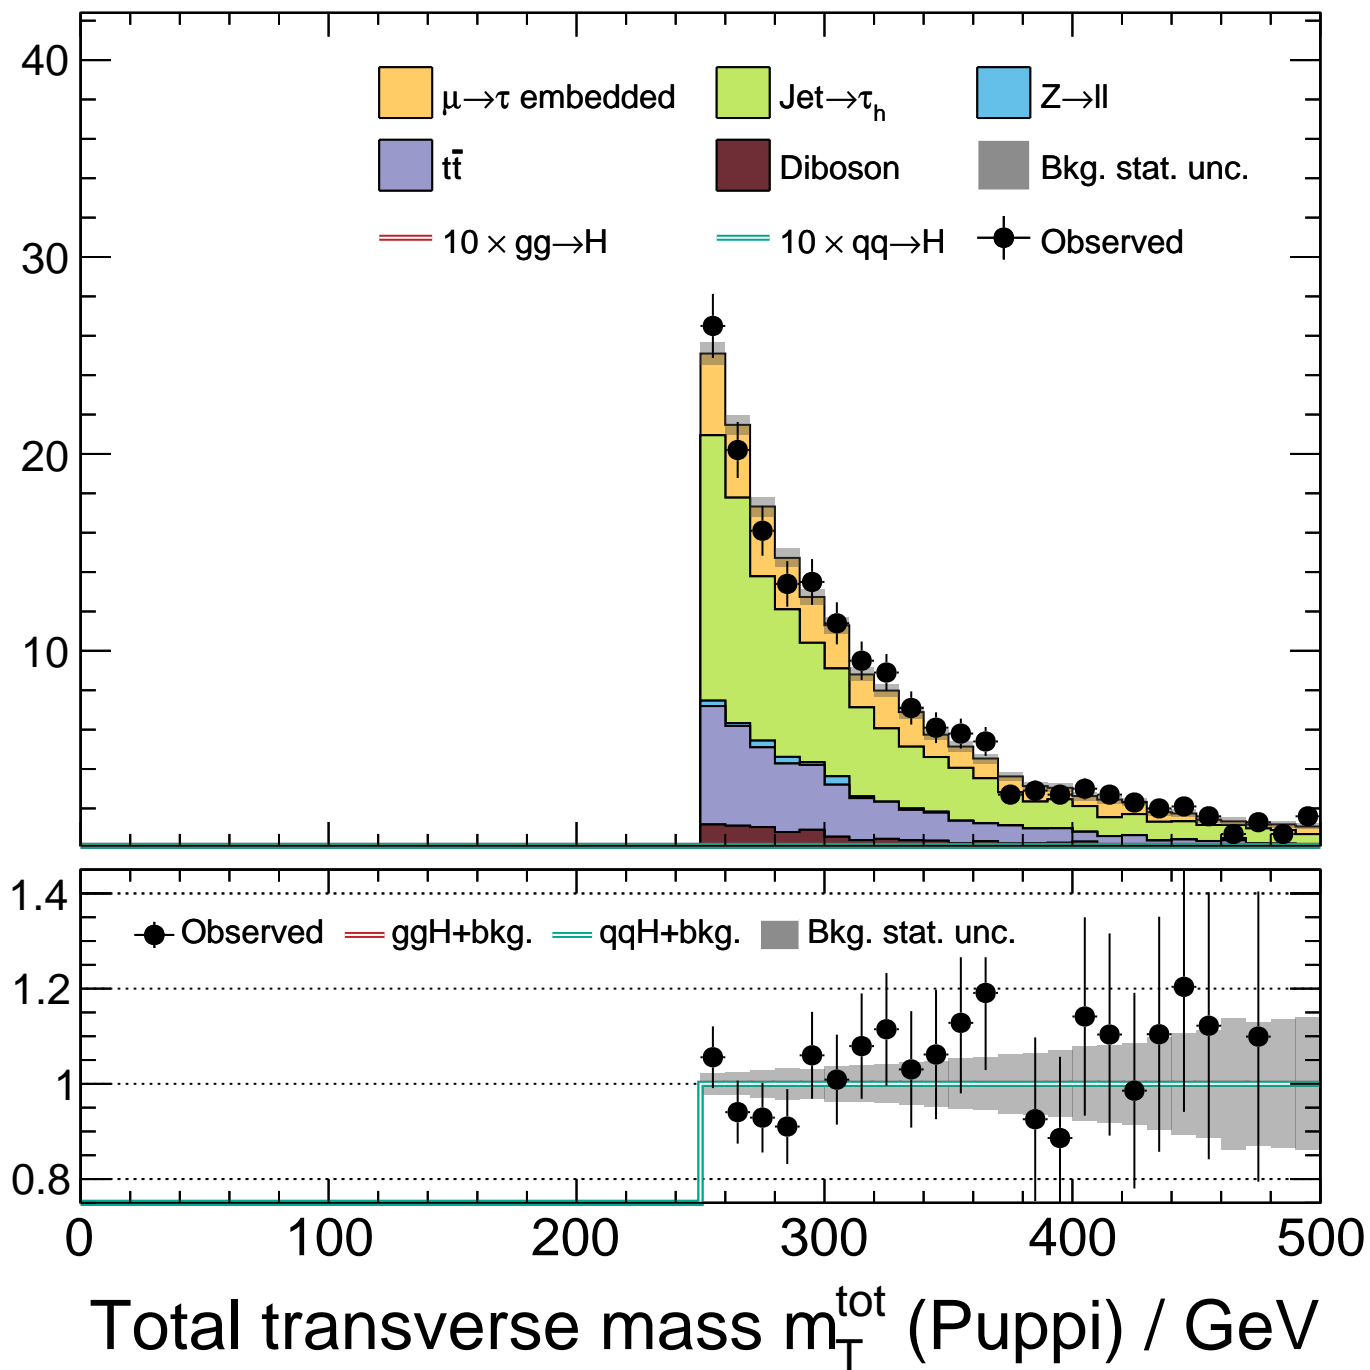 40
μ→τ embedded Jet→τh Z→ll
tt̄ Diboson Bkg. stat. unc.
10 × gg→H 10 × qq→H Observed
30
20
10
1.4
Observed ggH+bkg. qqH+bkg. Bkg. stat. unc.
1.2
1
0.8
0 100 200 300 400 500
Total transverse mass m_T^tot (Puppi) / GeV